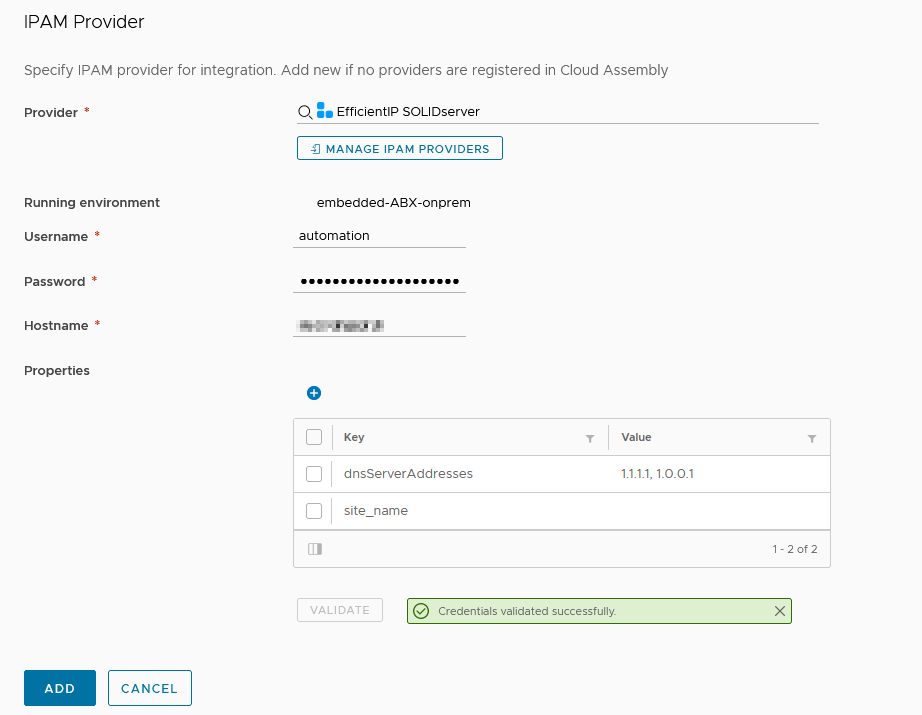 IPAM Provider
Specify IPAM provider for integration. Add new if no providers are registered in Cloud Assembly
Provider * EfficientIP SOLIDserver
MANAGE IPAM PROVIDERS
Running environment embedded-ABX-onprem
Username * automation
Password * ••••••••••••••••••••
Hostname *
Properties
Key Value
dnsServerAddresses 1.1.1.1, 1.0.0.1
site_name
1 - 2 of 2
VALIDATE Credentials validated successfully.
ADD CANCEL